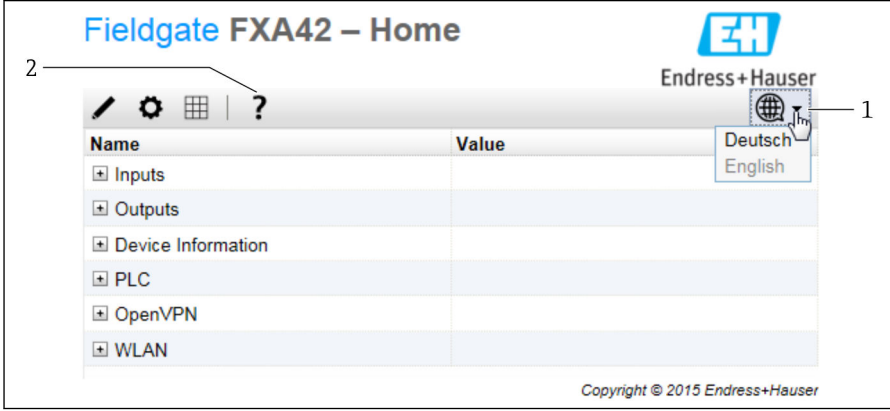 Fieldgate FXA42 – Home
EH
Endress+Hauser
2
?
1
Name Value
Deutsch
English
Inputs
Outputs
Device Information
PLC
OpenVPN
WLAN
Copyright © 2015 Endress+Hauser